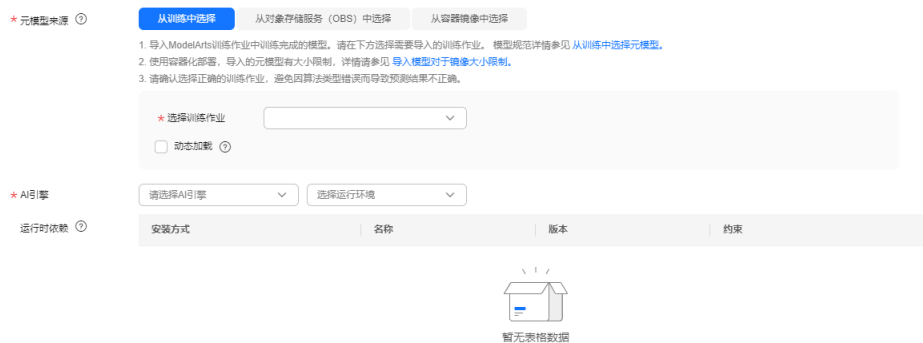 * 元模型来源 ? 从训练中选择 从对象存储服务（OBS）中选择 从容器镜像中选择
1. 导入ModelArts训练作业中训练完成的模型。请在下方选择需要导入的训练作业。 模型规范详情参见 从训练中选择元模型。
2. 使用容器化部署，导入的元模型有大小限制，详情请参见 导入模型对于镜像大小限制。
3. 请确认选择正确的训练作业，避免因算法类型错误而导致预测结果不正确。
* 选择训练作业
动态加载 ?
* AI引擎 请选择AI引擎 选择运行环境
运行时依赖 ? 安装方式 名称 版本 约束
暂无表格数据